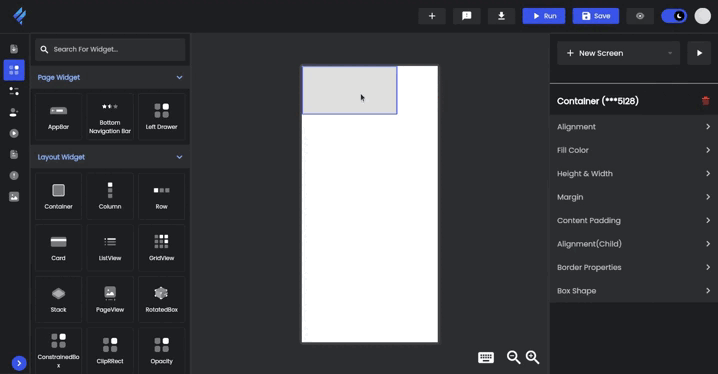 Run
Save
Search For Widget...
New Screen
Page Widget
Container (***5128)
AppBar
Bottom
Navigation Bar
Left Drawer
Alignment
Fill Color
Layout Widget
Height & Width
Container
Column
Row
Margin
Content Padding
Card
ListView
GridView
Alignment(Child)
Border Properties
Stack
PageView
RotatedBox
Box Shape
ConstrainedBo
x
ClipRRect
Opacity